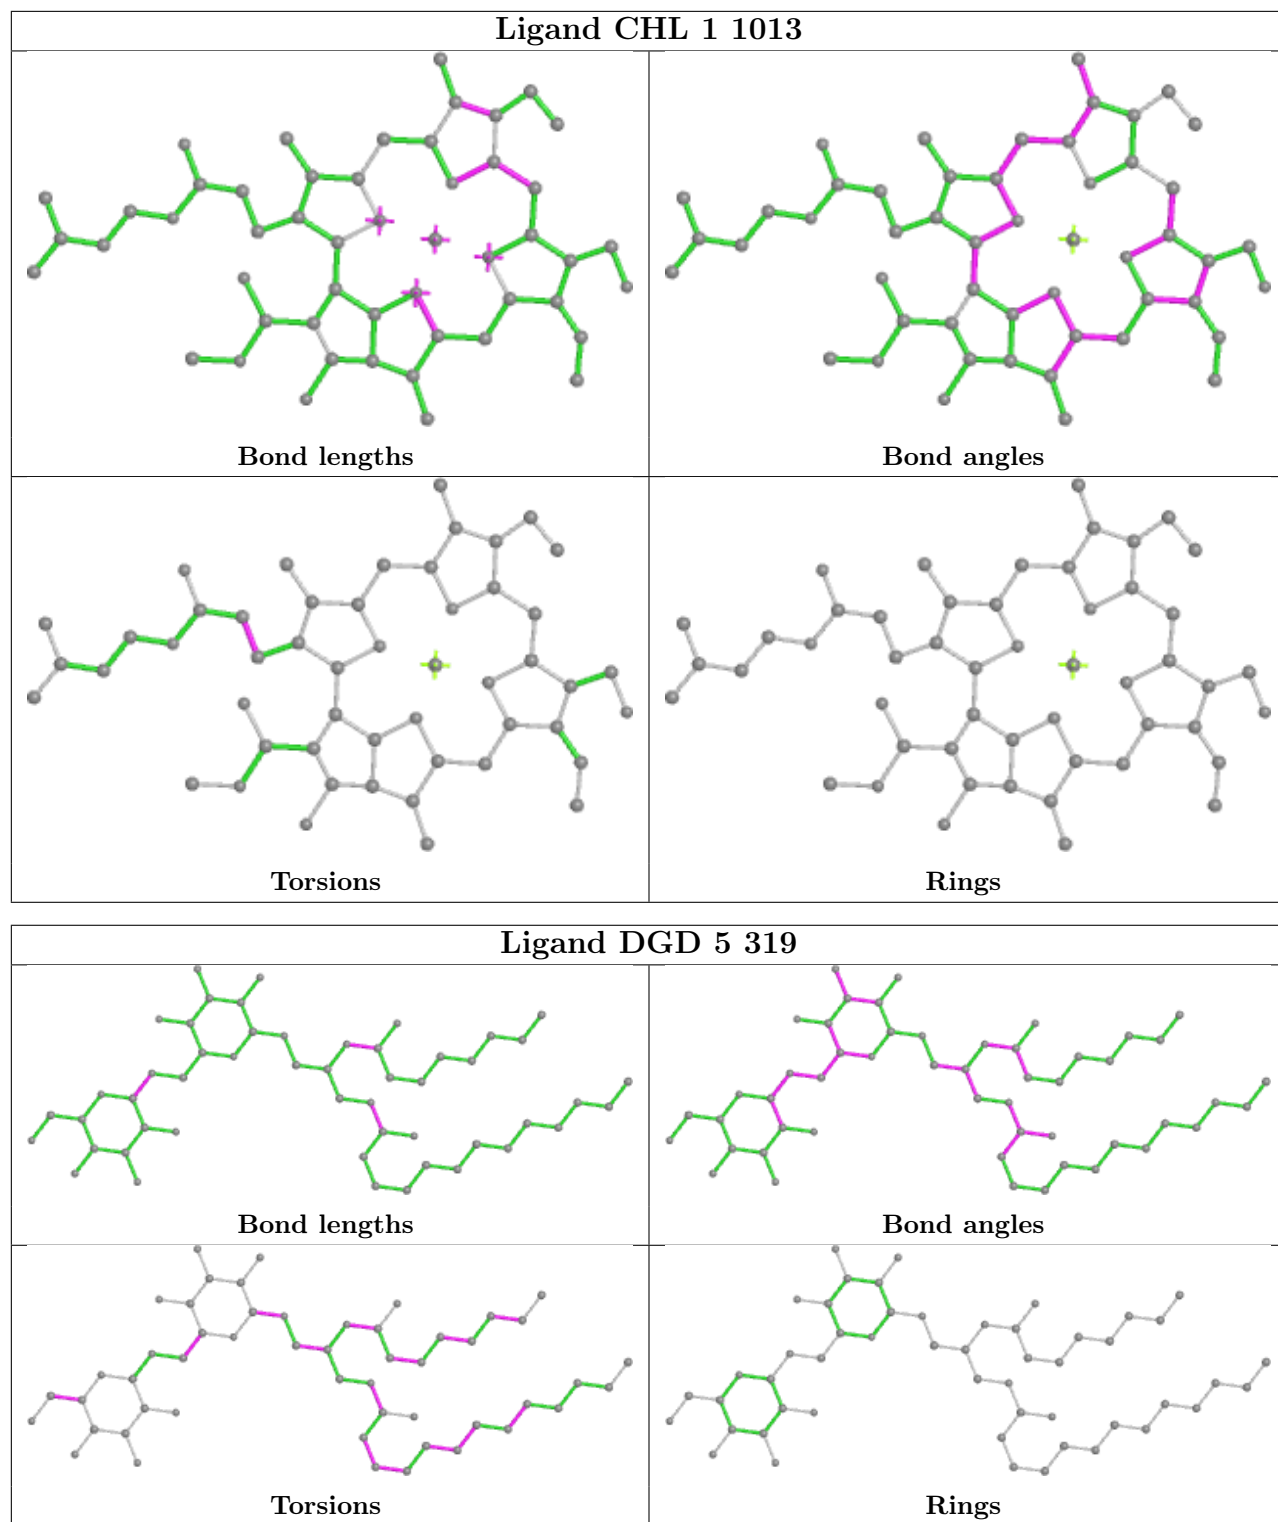 Ligand CHL 1 1013
Bond lengths
Bond angles
Torsions
Rings
Ligand DGD 5 319
Bond lengths
Bond angles
Torsions
Rings